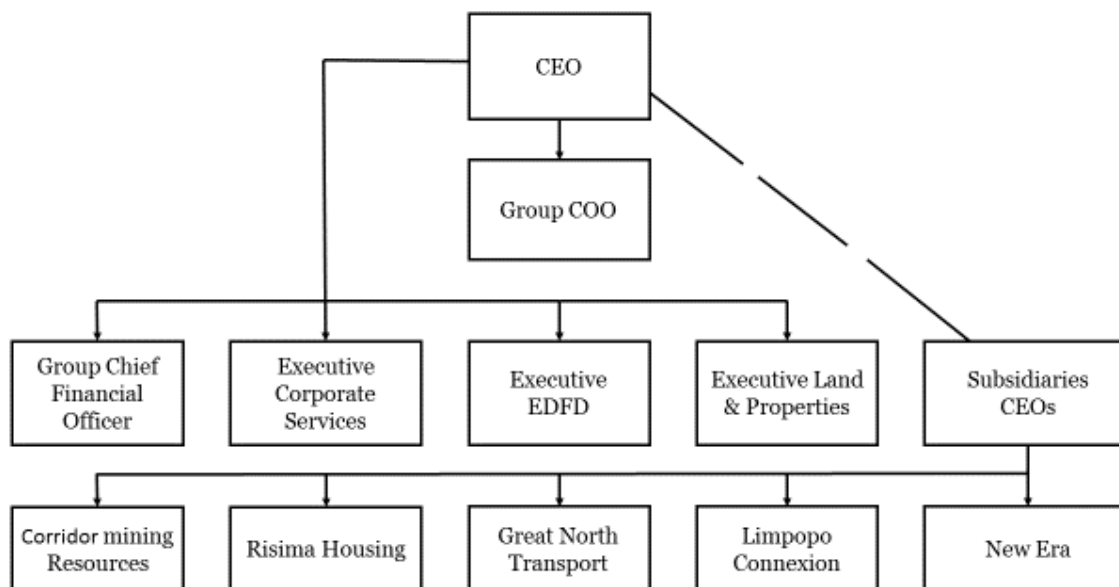 CEO
Group COO
Group Chief
Financial
Officer
Executive
Corporate
Services
Executive
EDFD
Executive Land
& Properties
Subsidiaries
CEOs
Corridor mining
Resources
Risima Housing
Great North
Transport
Limpopo
Connexion
New Era